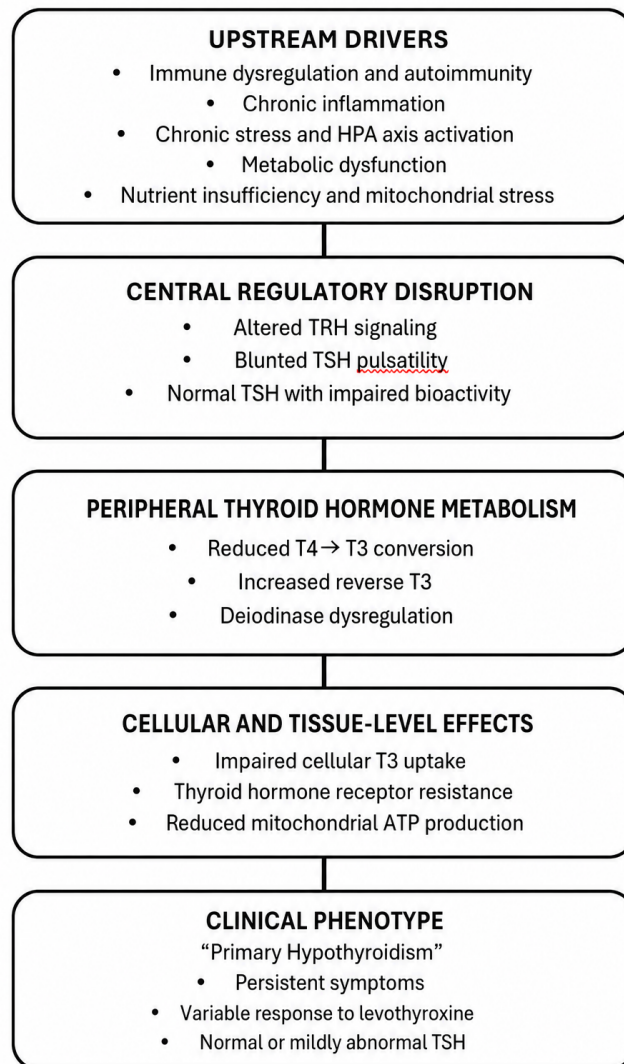 UPSTREAM DRIVERS
• Immune dysregulation and autoimmunity
• Chronic inflammation
• Chronic stress and HPA axis activation
• Metabolic dysfunction
• Nutrient insufficiency and mitochondrial stress
CENTRAL REGULATORY DISRUPTION
• Altered TRH signaling
• Blunted TSH pulsatility
• Normal TSH with impaired bioactivity
PERIPHERAL THYROID HORMONE METABOLISM
• Reduced T4→ T3 conversion
• Increased reverse T3
• Deiodinase dysregulation
CELLULAR AND TISSUE-LEVEL EFFECTS
• Impaired cellular T3 uptake
• Thyroid hormone receptor resistance
• Reduced mitochondrial ATP production
CLINICAL PHENOTYPE
“Primary Hypothyroidism”
• Persistent symptoms
• Variable response to levothyroxine
• Normal or mildly abnormal TSH